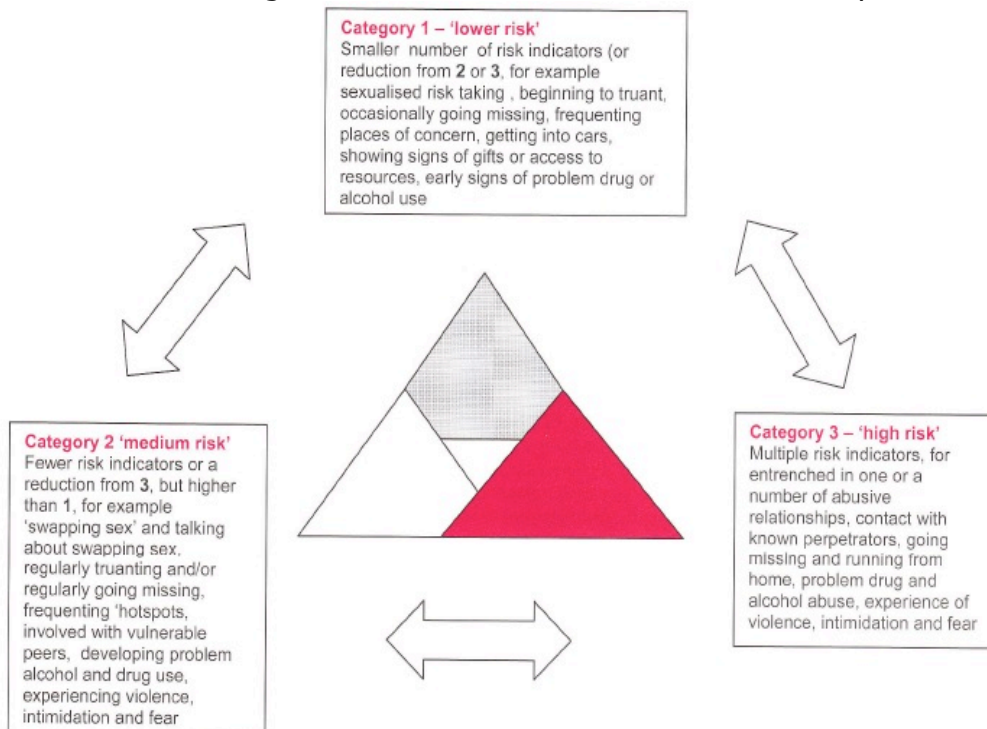 Category 1 – 'lower risk'
Smaller number of risk indicators (or
reduction from 2 or 3, for example
sexualised risk taking , beginning to truant,
occasionally going missing, frequenting
places of concern, getting into cars,
showing signs of gifts or access to
resources, early signs of problem drug or
alcohol use
Category 2 'medium risk'
Fewer risk indicators or a
reduction from 3, but higher
than 1, for example
'swapping sex' and talking
about swapping sex,
regularly truanting and/or
regularly going missing,
frequenting 'hotspots,
involved with vulnerable
peers, developing problem
alcohol and drug use,
experiencing violence,
intimidation and fear
Category 3 – 'high risk'
Multiple risk indicators, for
entrenched in one or a
number of abusive
relationships, contact with
known perpetrators, going
missing and running from
home, problem drug and
alcohol abuse, experience of
violence, intimidation and fear